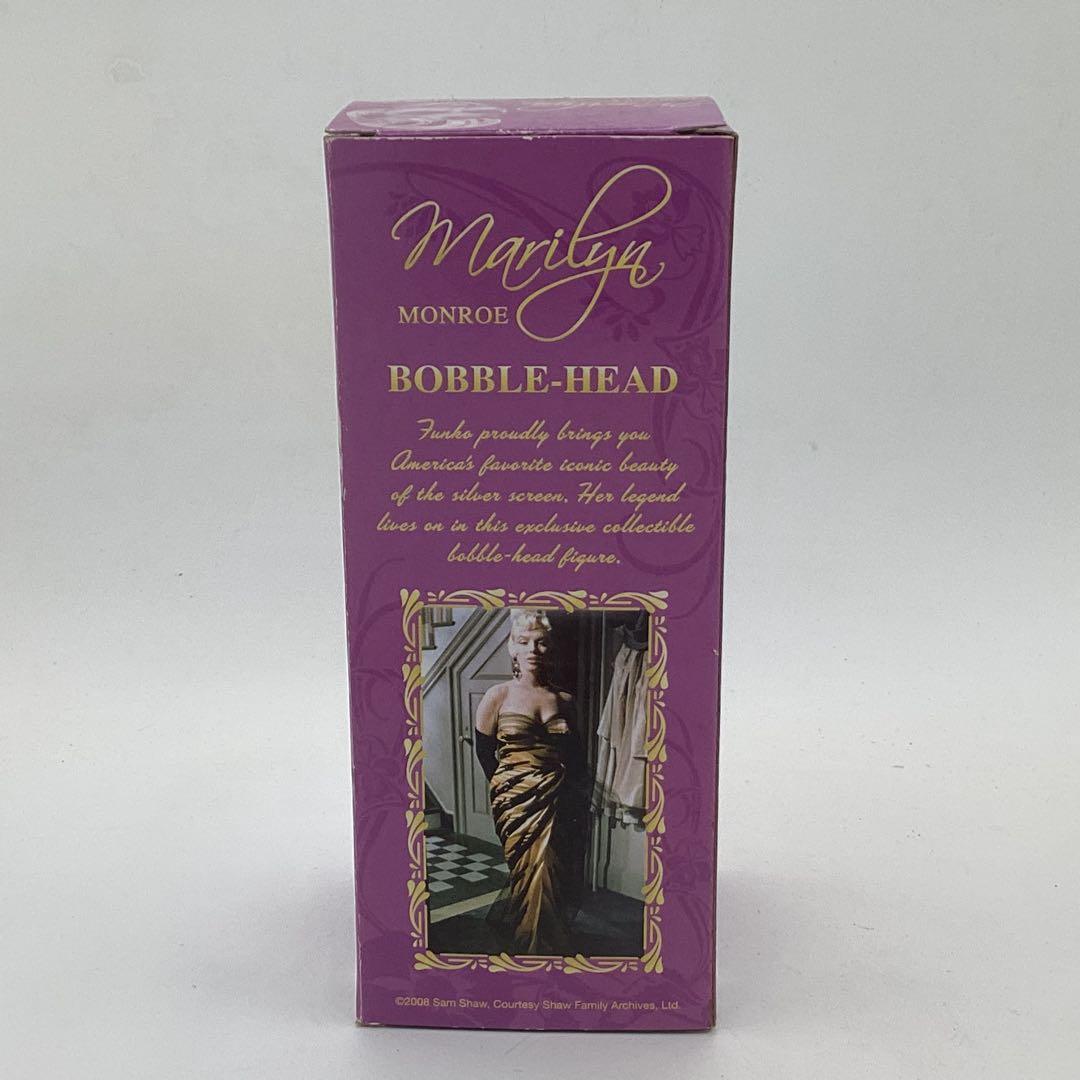 Marilyn
MONROE
BOBBLE-HEAD
Funko proudly brings you
America's favorite iconic beauty
of the silver screen. Her legend
lives on in this exclusive collectible
bobble-head figure.
©2008 Sam Shaw, Courtesy Shaw Family Archives, Ltd.